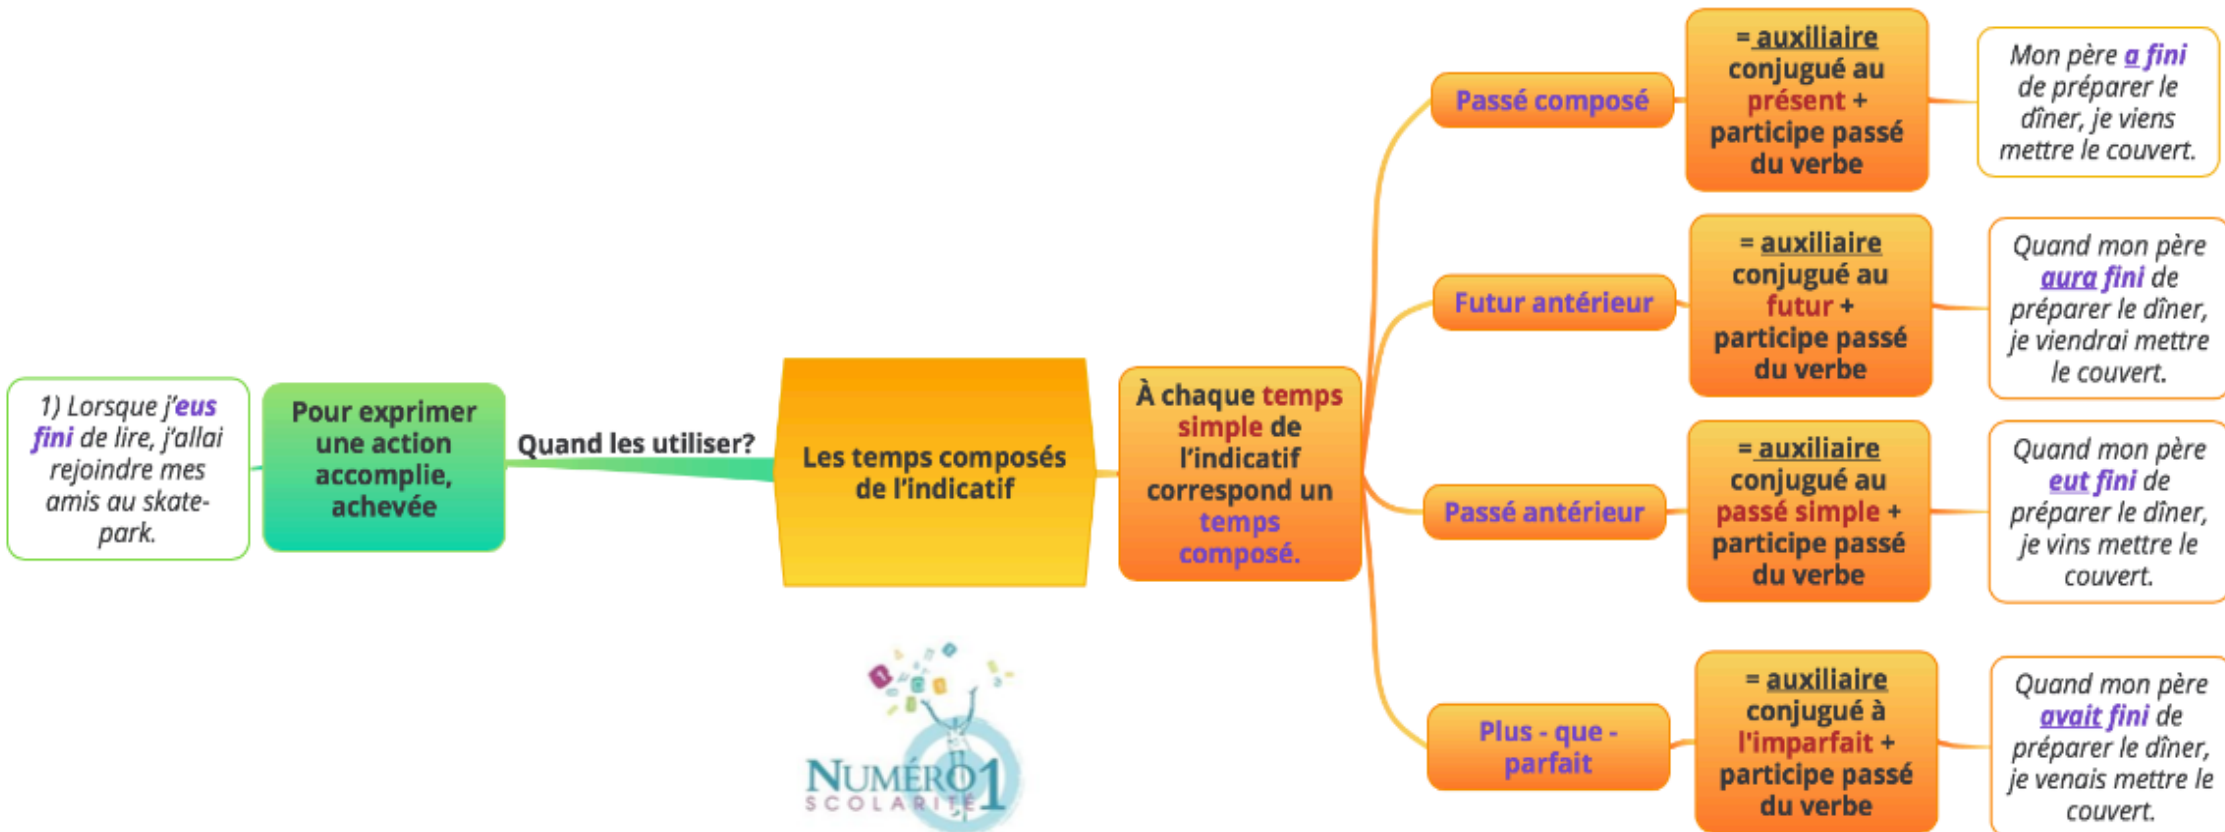 1) Lorsque j'eus
fini de lire, j'allai
rejoindre mes
amis au skate-
park.
Pour exprimer
une action
accomplie,
achevée
Quand les utiliser?
Les temps composés
de l'indicatif
À chaque temps
simple de
l'indicatif
correspond un
temps
composé.
Passé composé
= auxiliaire
conjugué au
présent +
participe passé
du verbe
Mon père a fini
de préparer le
dîner, je viens
mettre le couvert.
Futur antérieur
= auxiliaire
conjugué au
futur +
participe passé
du verbe
Quand mon père
aura fini de
préparer le dîner,
je viendrai mettre
le couvert.
Passé antérieur
= auxiliaire
conjugué au
passé simple +
participe passé
du verbe
Quand mon père
eut fini de
préparer le dîner,
je vins mettre le
couvert.
Plus - que -
parfait
= auxiliaire
conjugué à
l'imparfait +
participe passé
du verbe
Quand mon père
avait fini de
préparer le dîner,
je venais mettre le
couvert.
NUMÉRO1
SCOLARITÉ